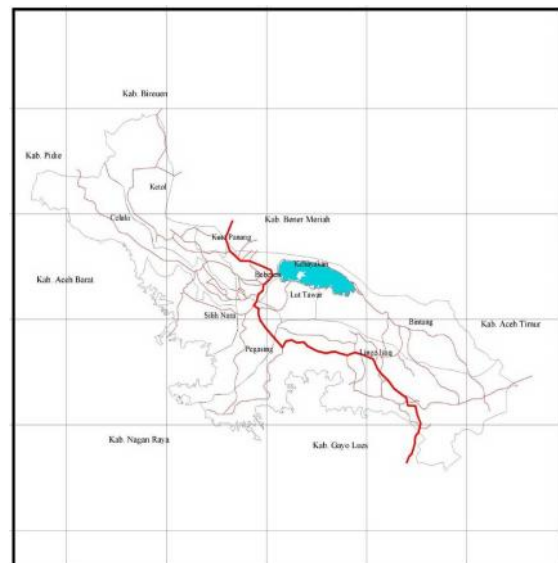 Kab. Bireuen
Kab. Pidie
Ketol
Celala
Kab. Bener Meriah
Kute Panang
Kebayakan
Kab. Aceh Barat
Bebesen
Lut Tawar
Silih Nara
Bintang
Kab. Aceh Timur
Pegasing
Linge Isaq
Kab. Nagan Raya
Kab. Gayo Lues